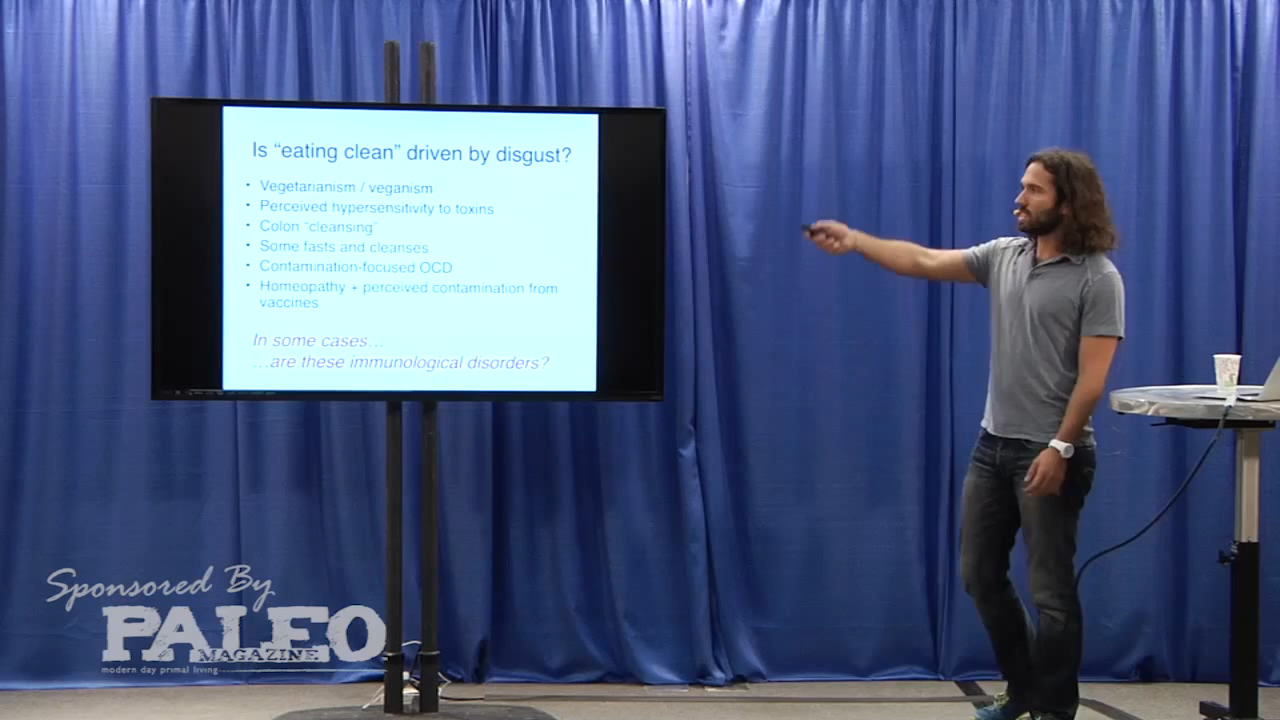 Is “eating clean” driven by disgust?
• Vegetarianism / veganism
• Perceived hypersensitivity to toxins
• Colon “cleansing”
• Some fasts and cleanses
• Contamination-focused OCD
• Homeopathy + perceived contamination from
vaccines
In some cases…
…are these immunological disorders?
Sponsored By
PALEO
MAGAZINE
modern day primal living